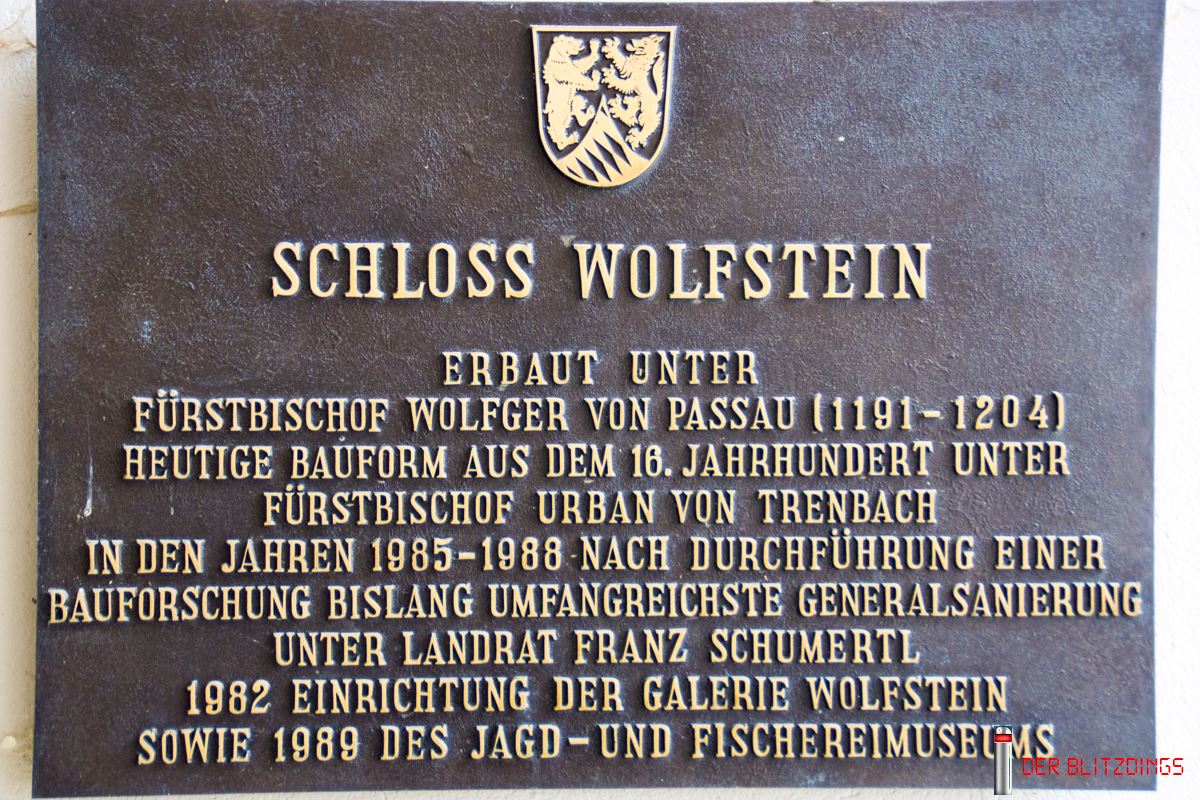 SCHLOSS WOLFSTEIN
ERBAUT UNTER
FÜRSTBISCHOF WOLFGER VON PASSAU (1191-1204)
HEUTIGE BAUFORM AUS DEM 16. JAHRHUNDERT UNTER
FÜRSTBISCHOF URBAN VON TRENBACH
IN DEN JAHREN 1985-1988 NACH DURCHFÜHRUNG EINER
BAUFORSCHUNG BISLANG UMFANGREICHSTE GENERALSANIERUNG
UNTER LANDRAT FRANZ SCHUMERTL
1982 EINRICHTUNG DER GALERIE WOLFSTEIN
SOWIE 1989 DES JAGD-UND FISCHEREIMUSEUMS
DER BLITZDINGS